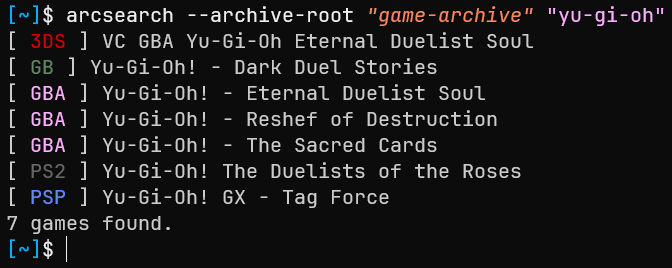 [~]$ arcsearch --archive-root "game-archive" "yu-gi-oh"
[ 3DS ] VC GBA Yu-Gi-Oh Eternal Duelist Soul
[ GB ] Yu-Gi-Oh! - Dark Duel Stories
[ GBA ] Yu-Gi-Oh! - Eternal Duelist Soul
[ GBA ] Yu-Gi-Oh! - Reshef of Destruction
[ GBA ] Yu-Gi-Oh! - The Sacred Cards
[ PS2 ] Yu-Gi-Oh! The Duelists of the Roses
[ PSP ] Yu-Gi-Oh! GX - Tag Force
7 games found.
[~]$